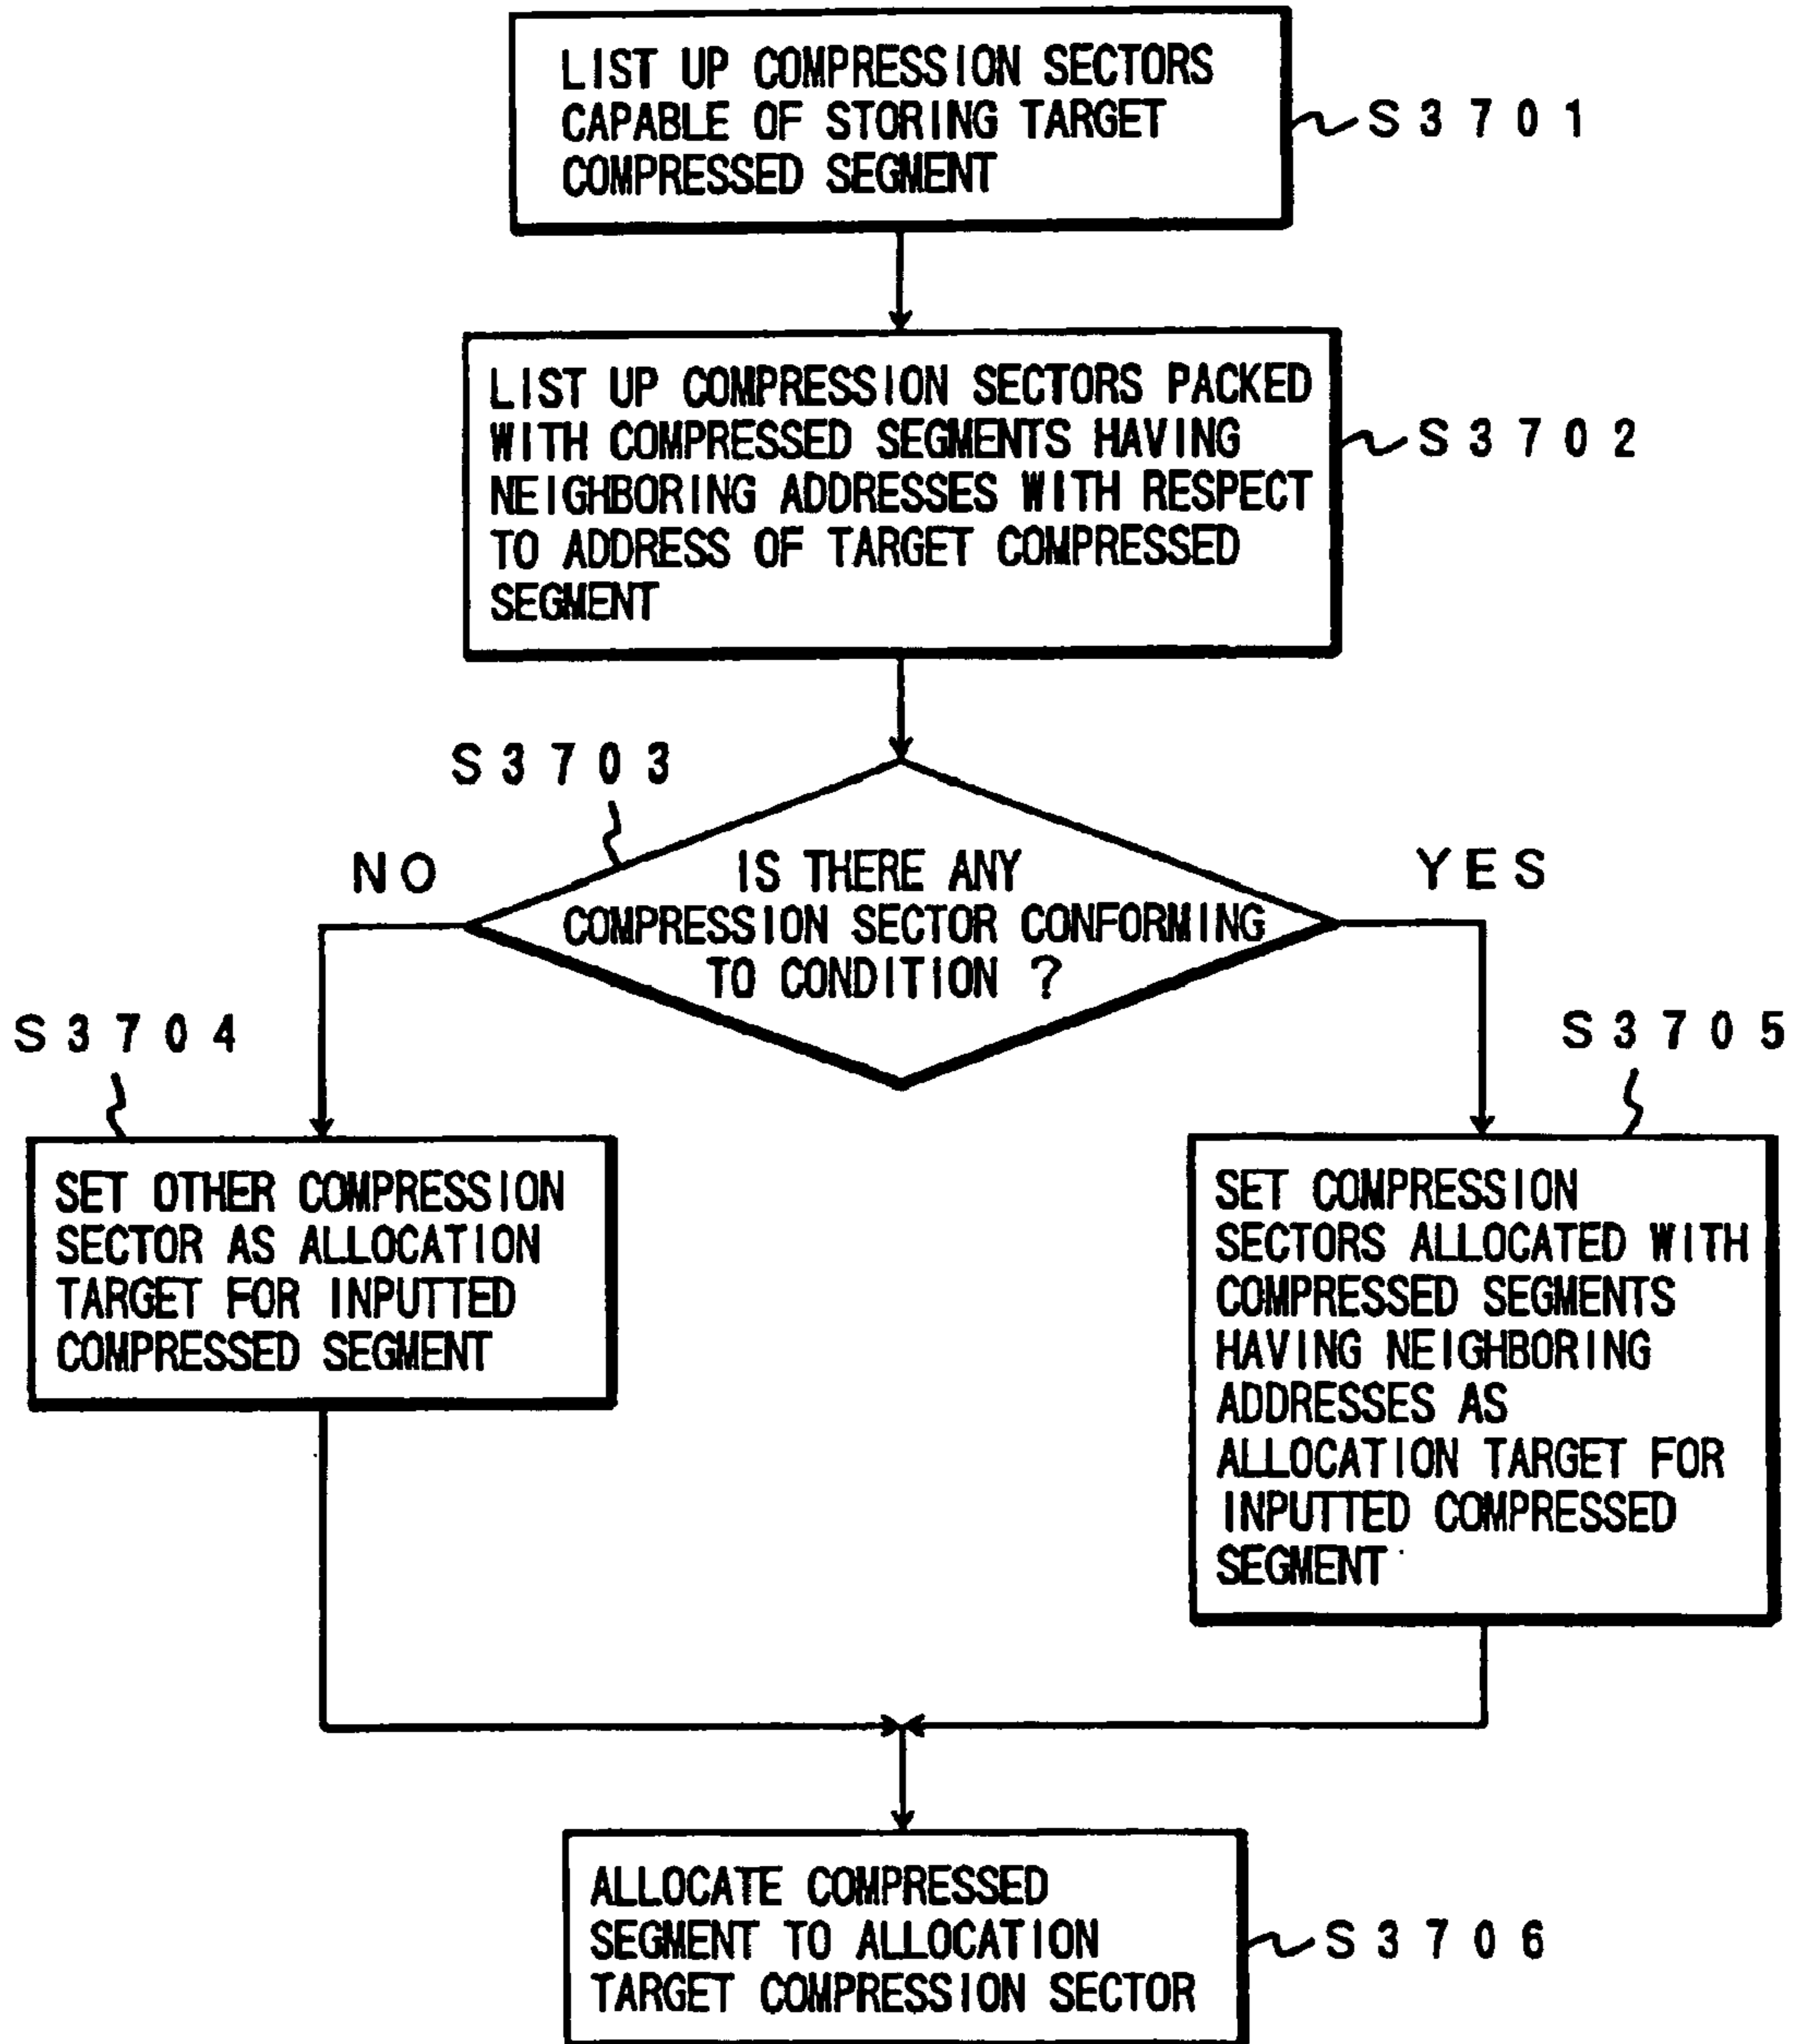 LIST UP COMPRESSION SECTORS
CAPABLE OF STORING TARGET
COMPRESSED SEGMENT
S3701
LIST UP COMPRESSION SECTORS PACKED
WITH COMPRESSED SEGMENTS HAVING
NEIGHBORING ADDRESSES WITH RESPECT
TO ADDRESS OF TARGET COMPRESSED
SEGMENT
S3702
S3703
NO
IS THERE ANY
COMPRESSION SECTOR CONFORMING
TO CONDITION ?
YES
S3704
SET OTHER COMPRESSION
SECTOR AS ALLOCATION
TARGET FOR INPUTTED
COMPRESSED SEGMENT
S3705
SET COMPRESSION
SECTORS ALLOCATED WITH
COMPRESSED SEGMENTS
HAVING NEIGHBORING
ADDRESSES AS
ALLOCATION TARGET FOR
INPUTTED COMPRESSED
SEGMENT
ALLOCATE COMPRESSED
SEGMENT TO ALLOCATION
TARGET COMPRESSION SECTOR
S3706